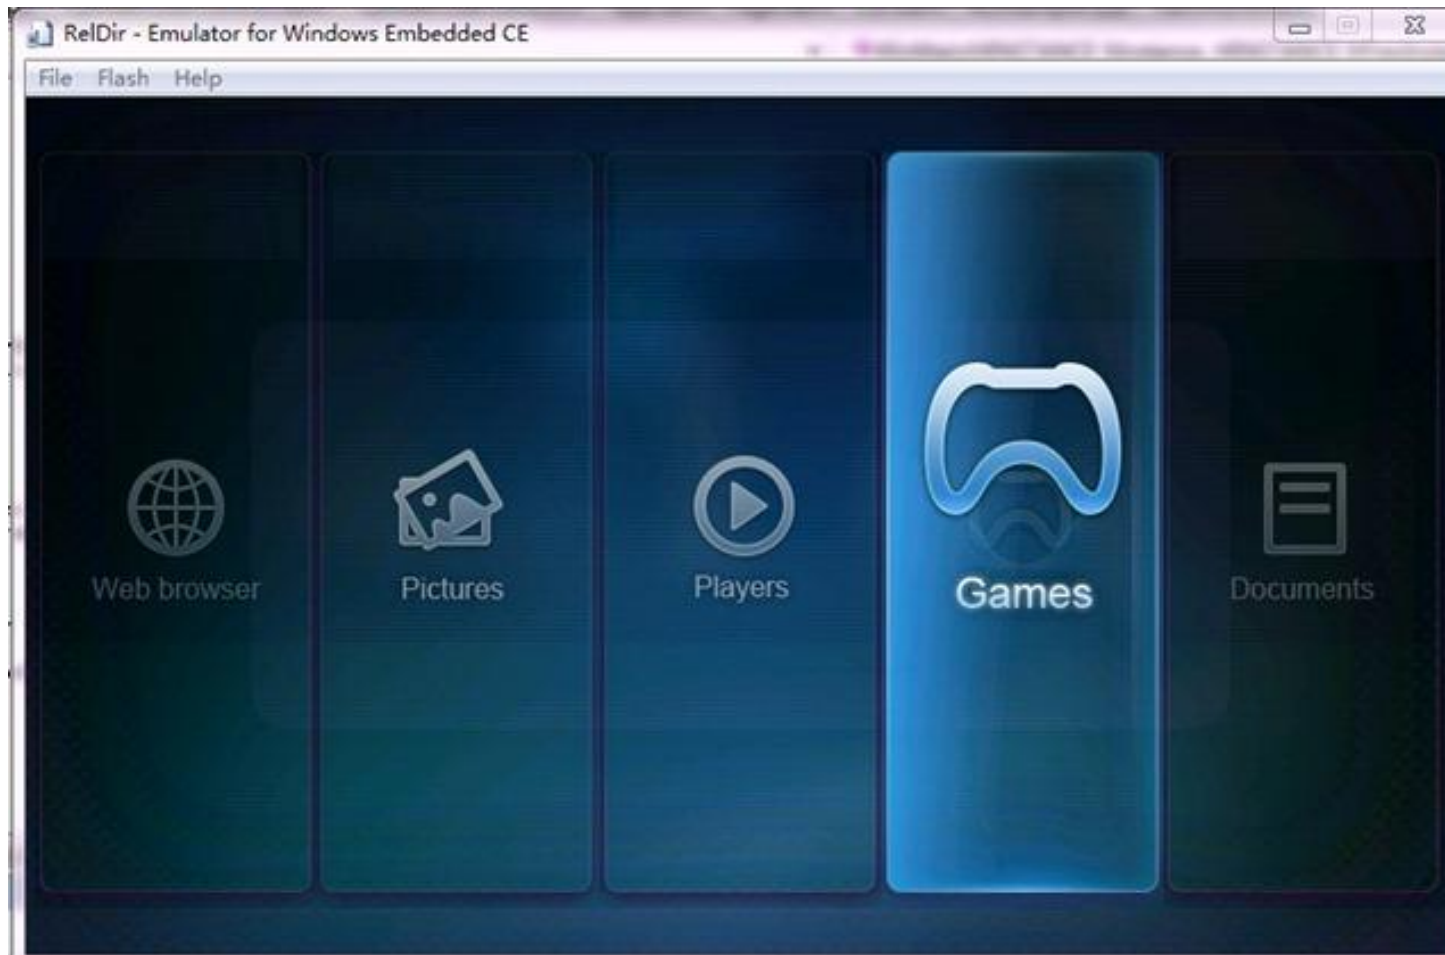 RelDir - Emulator for Windows Embedded CE
File Flash Help
Web browser
Pictures
Players
Games
Documents